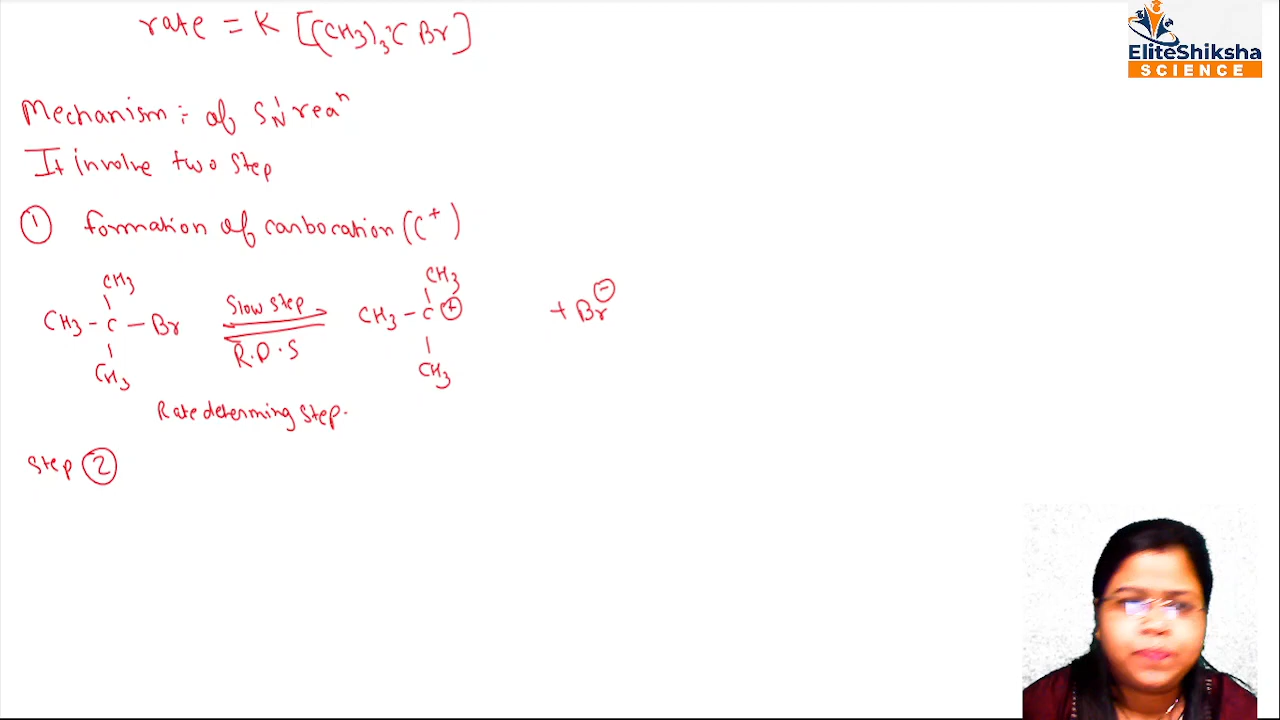 rate = K [(CH3)3C Br]
EliteShiksha
SCIENCE
Mechanism : of SN1 reaⁿ
It involve two step
① formation of carbocation (C⁺)
CH3
CH3
CH3 - C - Br
Slow step
R.D.S
CH3 - C ⊕
+ Br⊖
CH3
CH3
Rate determining step.
step ②